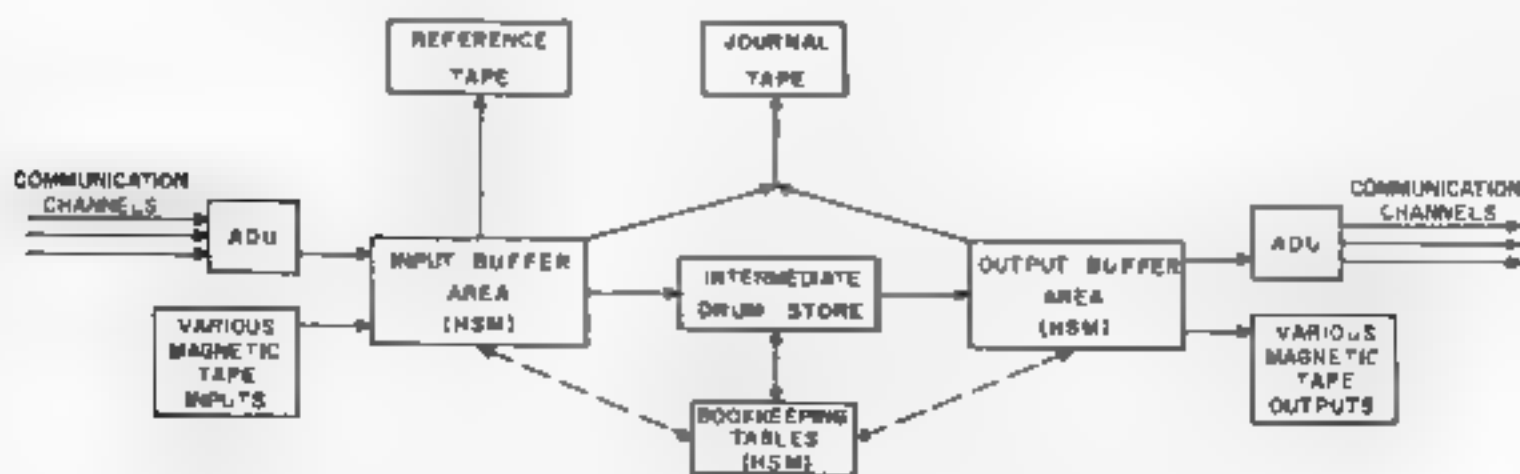 REFERENCE
TAPE
JOURNAL
TAPE
COMMUNICATION
CHANNELS
ADU
INPUT BUFFER
AREA
(HSM)
VARIOUS
MAGNETIC
TAPE
INPUTS
INTERMEDIATE
DRUM STORE
BOOKKEEPING
TABLES
(HSM)
OUTPUT BUFFER
AREA
(HSM)
ADU
COMMUNICATION
CHANNELS
VARIOUS
MAGNETIC
TAPE
OUTPUTS